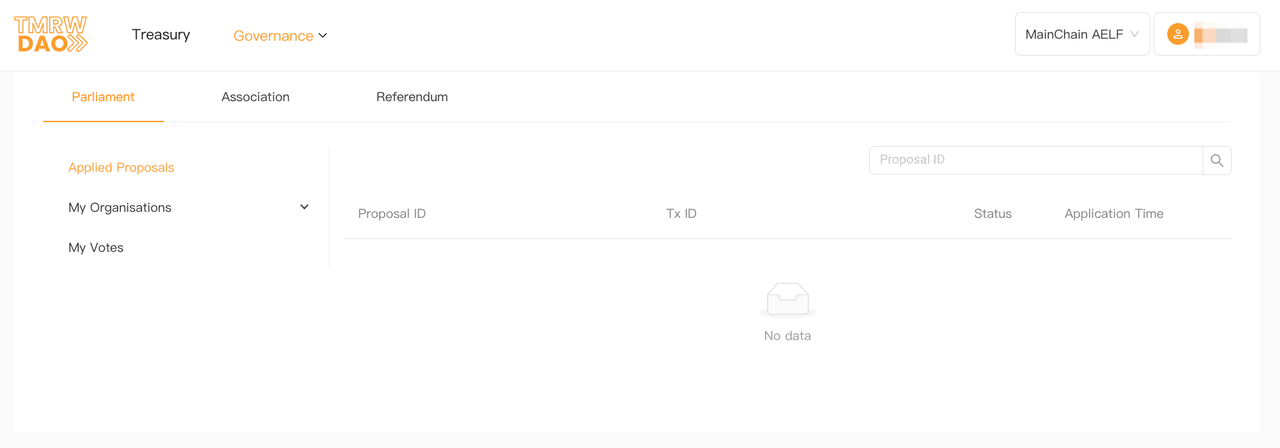 TMRW
DAO
Treasury
Governance
MainChain AELF
Parliament
Association
Referendum
Applied Proposals
My Organisations
My Votes
Proposal ID
Proposal ID
Tx ID
Status
Application Time
No data